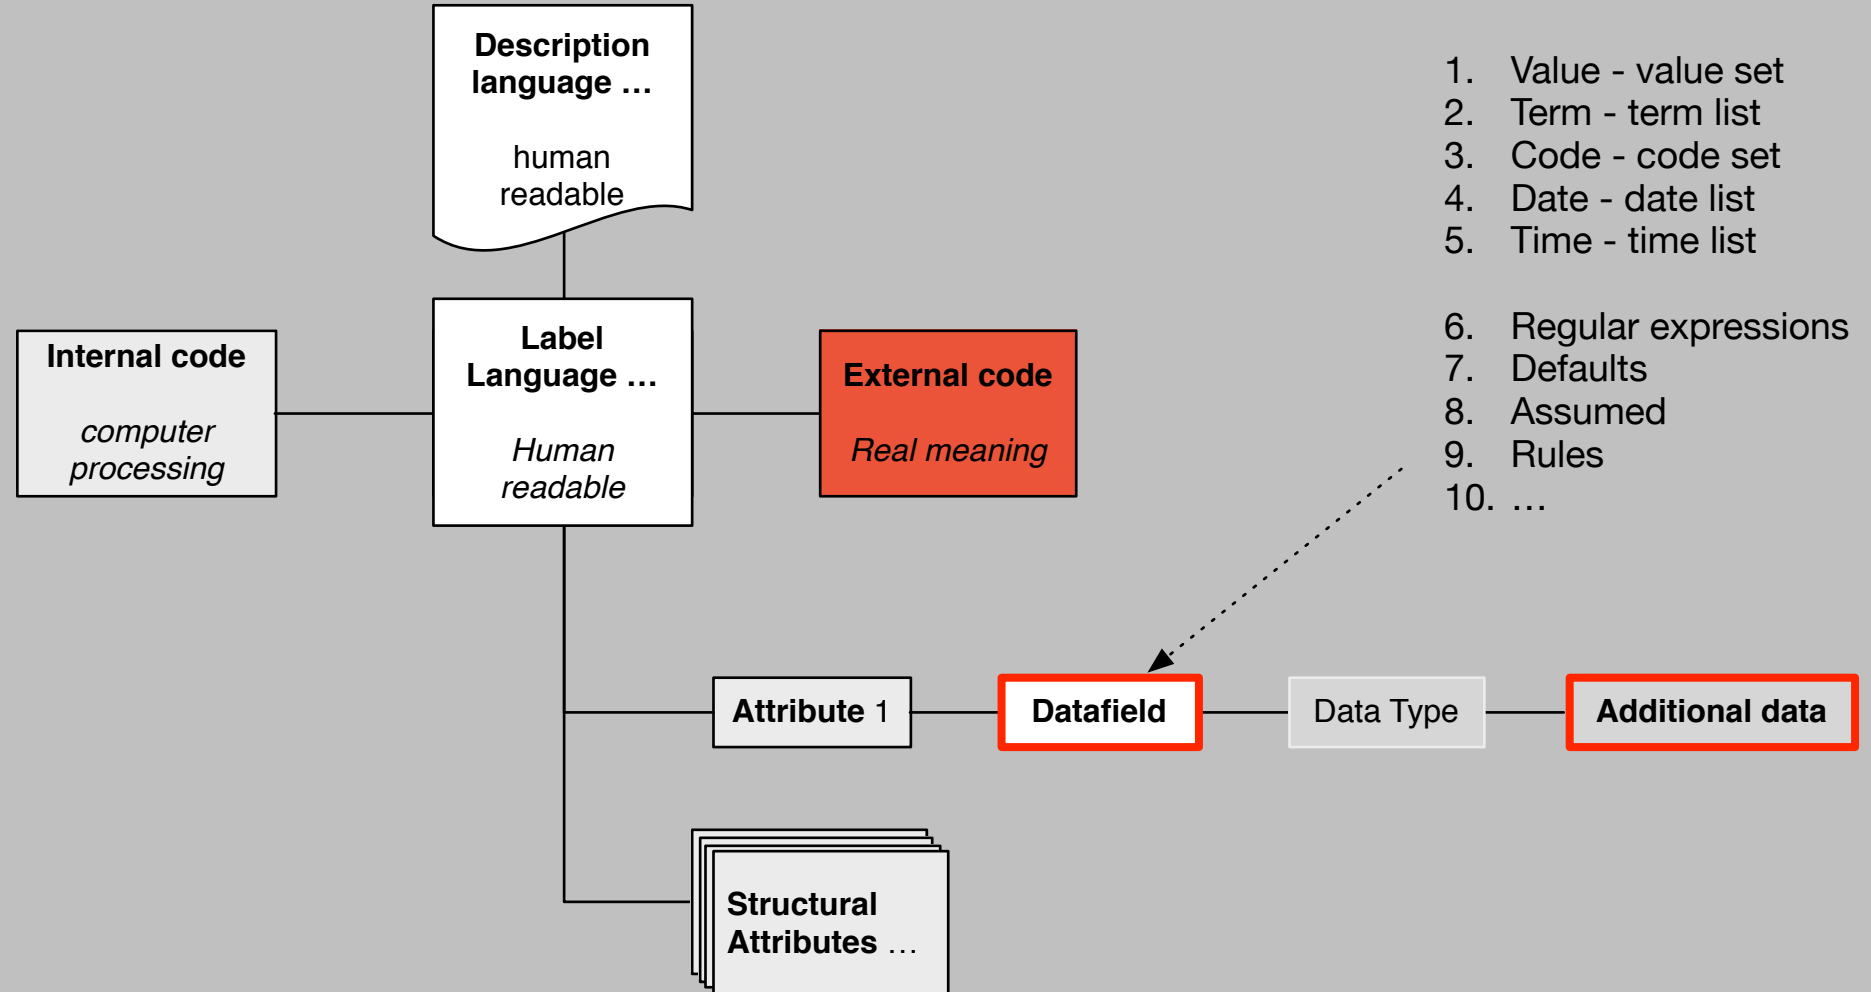 Description
language …
human
readable
Internal code
computer
processing
Label
Language …
Human
readable
External code
Real meaning
1. Value - value set
2. Term - term list
3. Code - code set
4. Date - date list
5. Time - time list
6. Regular expressions
7. Defaults
8. Assumed
9. Rules
10. …
Attribute 1
Datafield
Data Type
Additional data
Structural
Attributes …